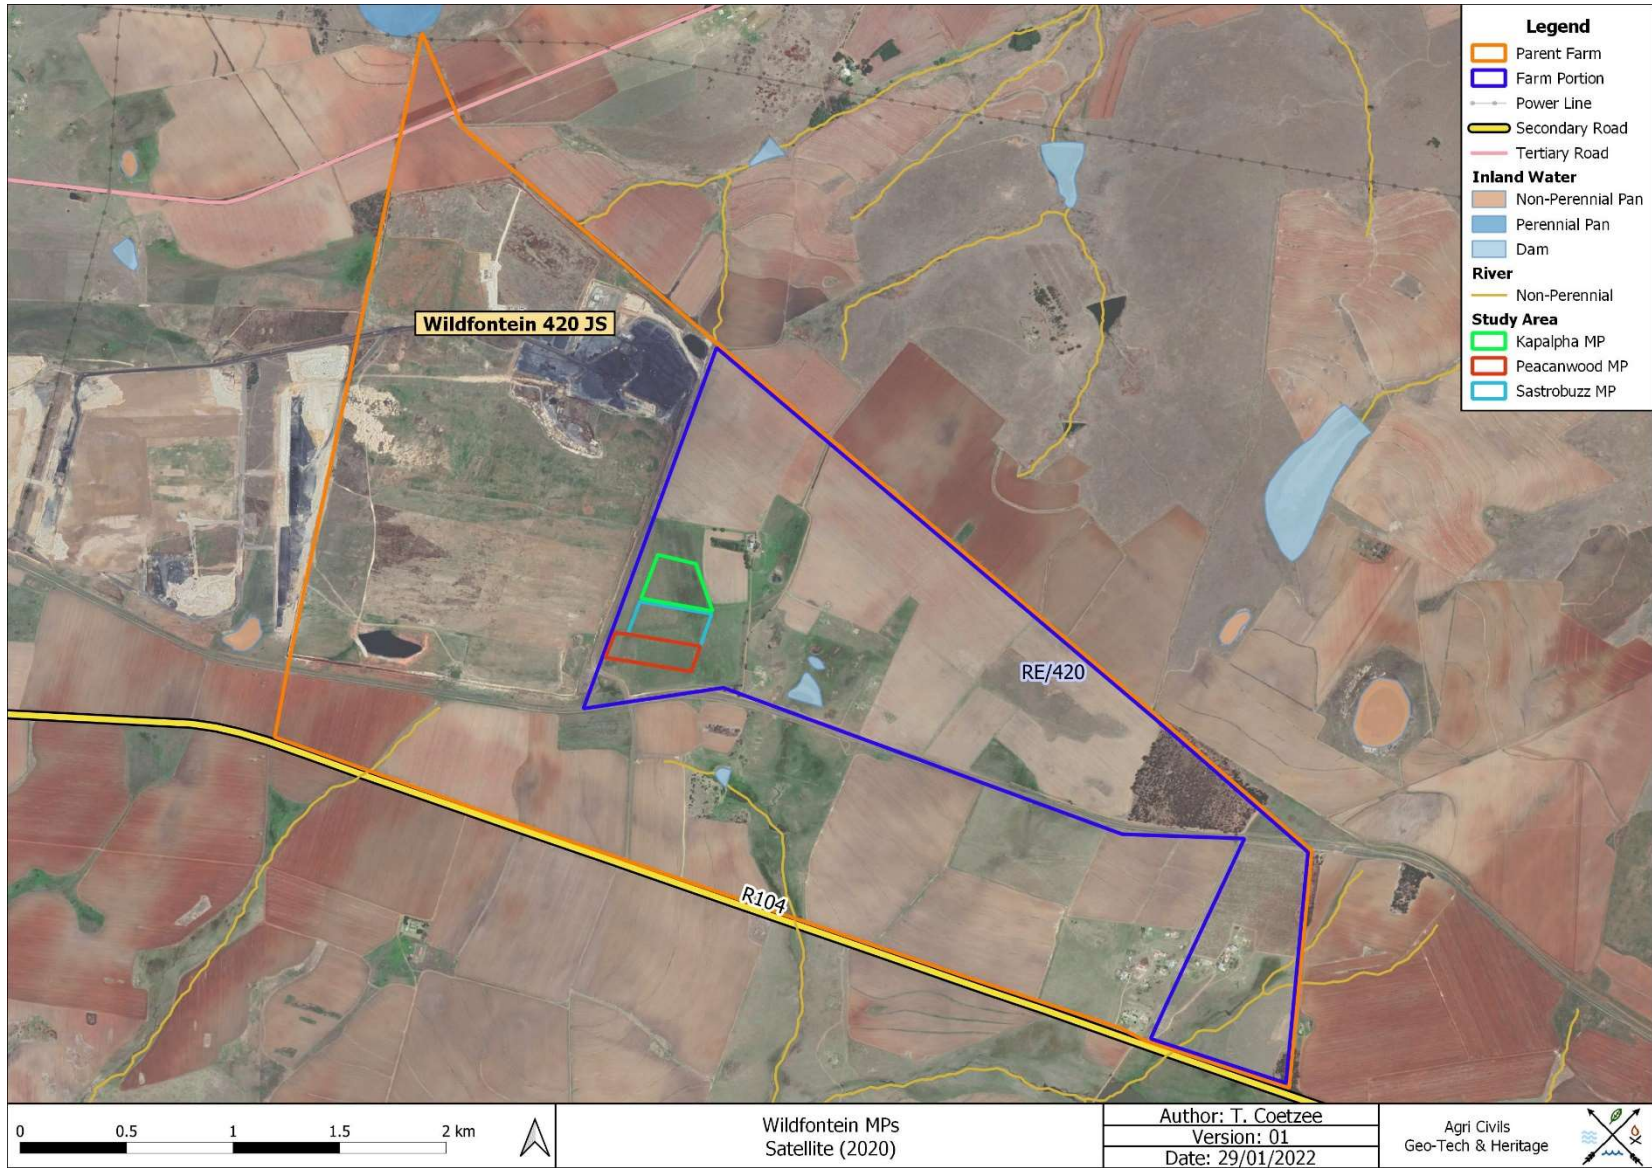 Legend
Parent Farm
Farm Portion
Power Line
Secondary Road
Tertiary Road
Inland Water
Non-Perennial Pan
Perennial Pan
Dam
River
Non-Perennial
Study Area
Kapalpha MP
Peacanwood MP
Sastrobuzz MP
Wildfontein 420 JS
RE/420
R104
0 0.5 1 1.5 2 km
Wildfontein MPs
Satellite (2020)
Author: T. Coetzee
Version: 01
Date: 29/01/2022
Agri Civils
Geo-Tech & Heritage